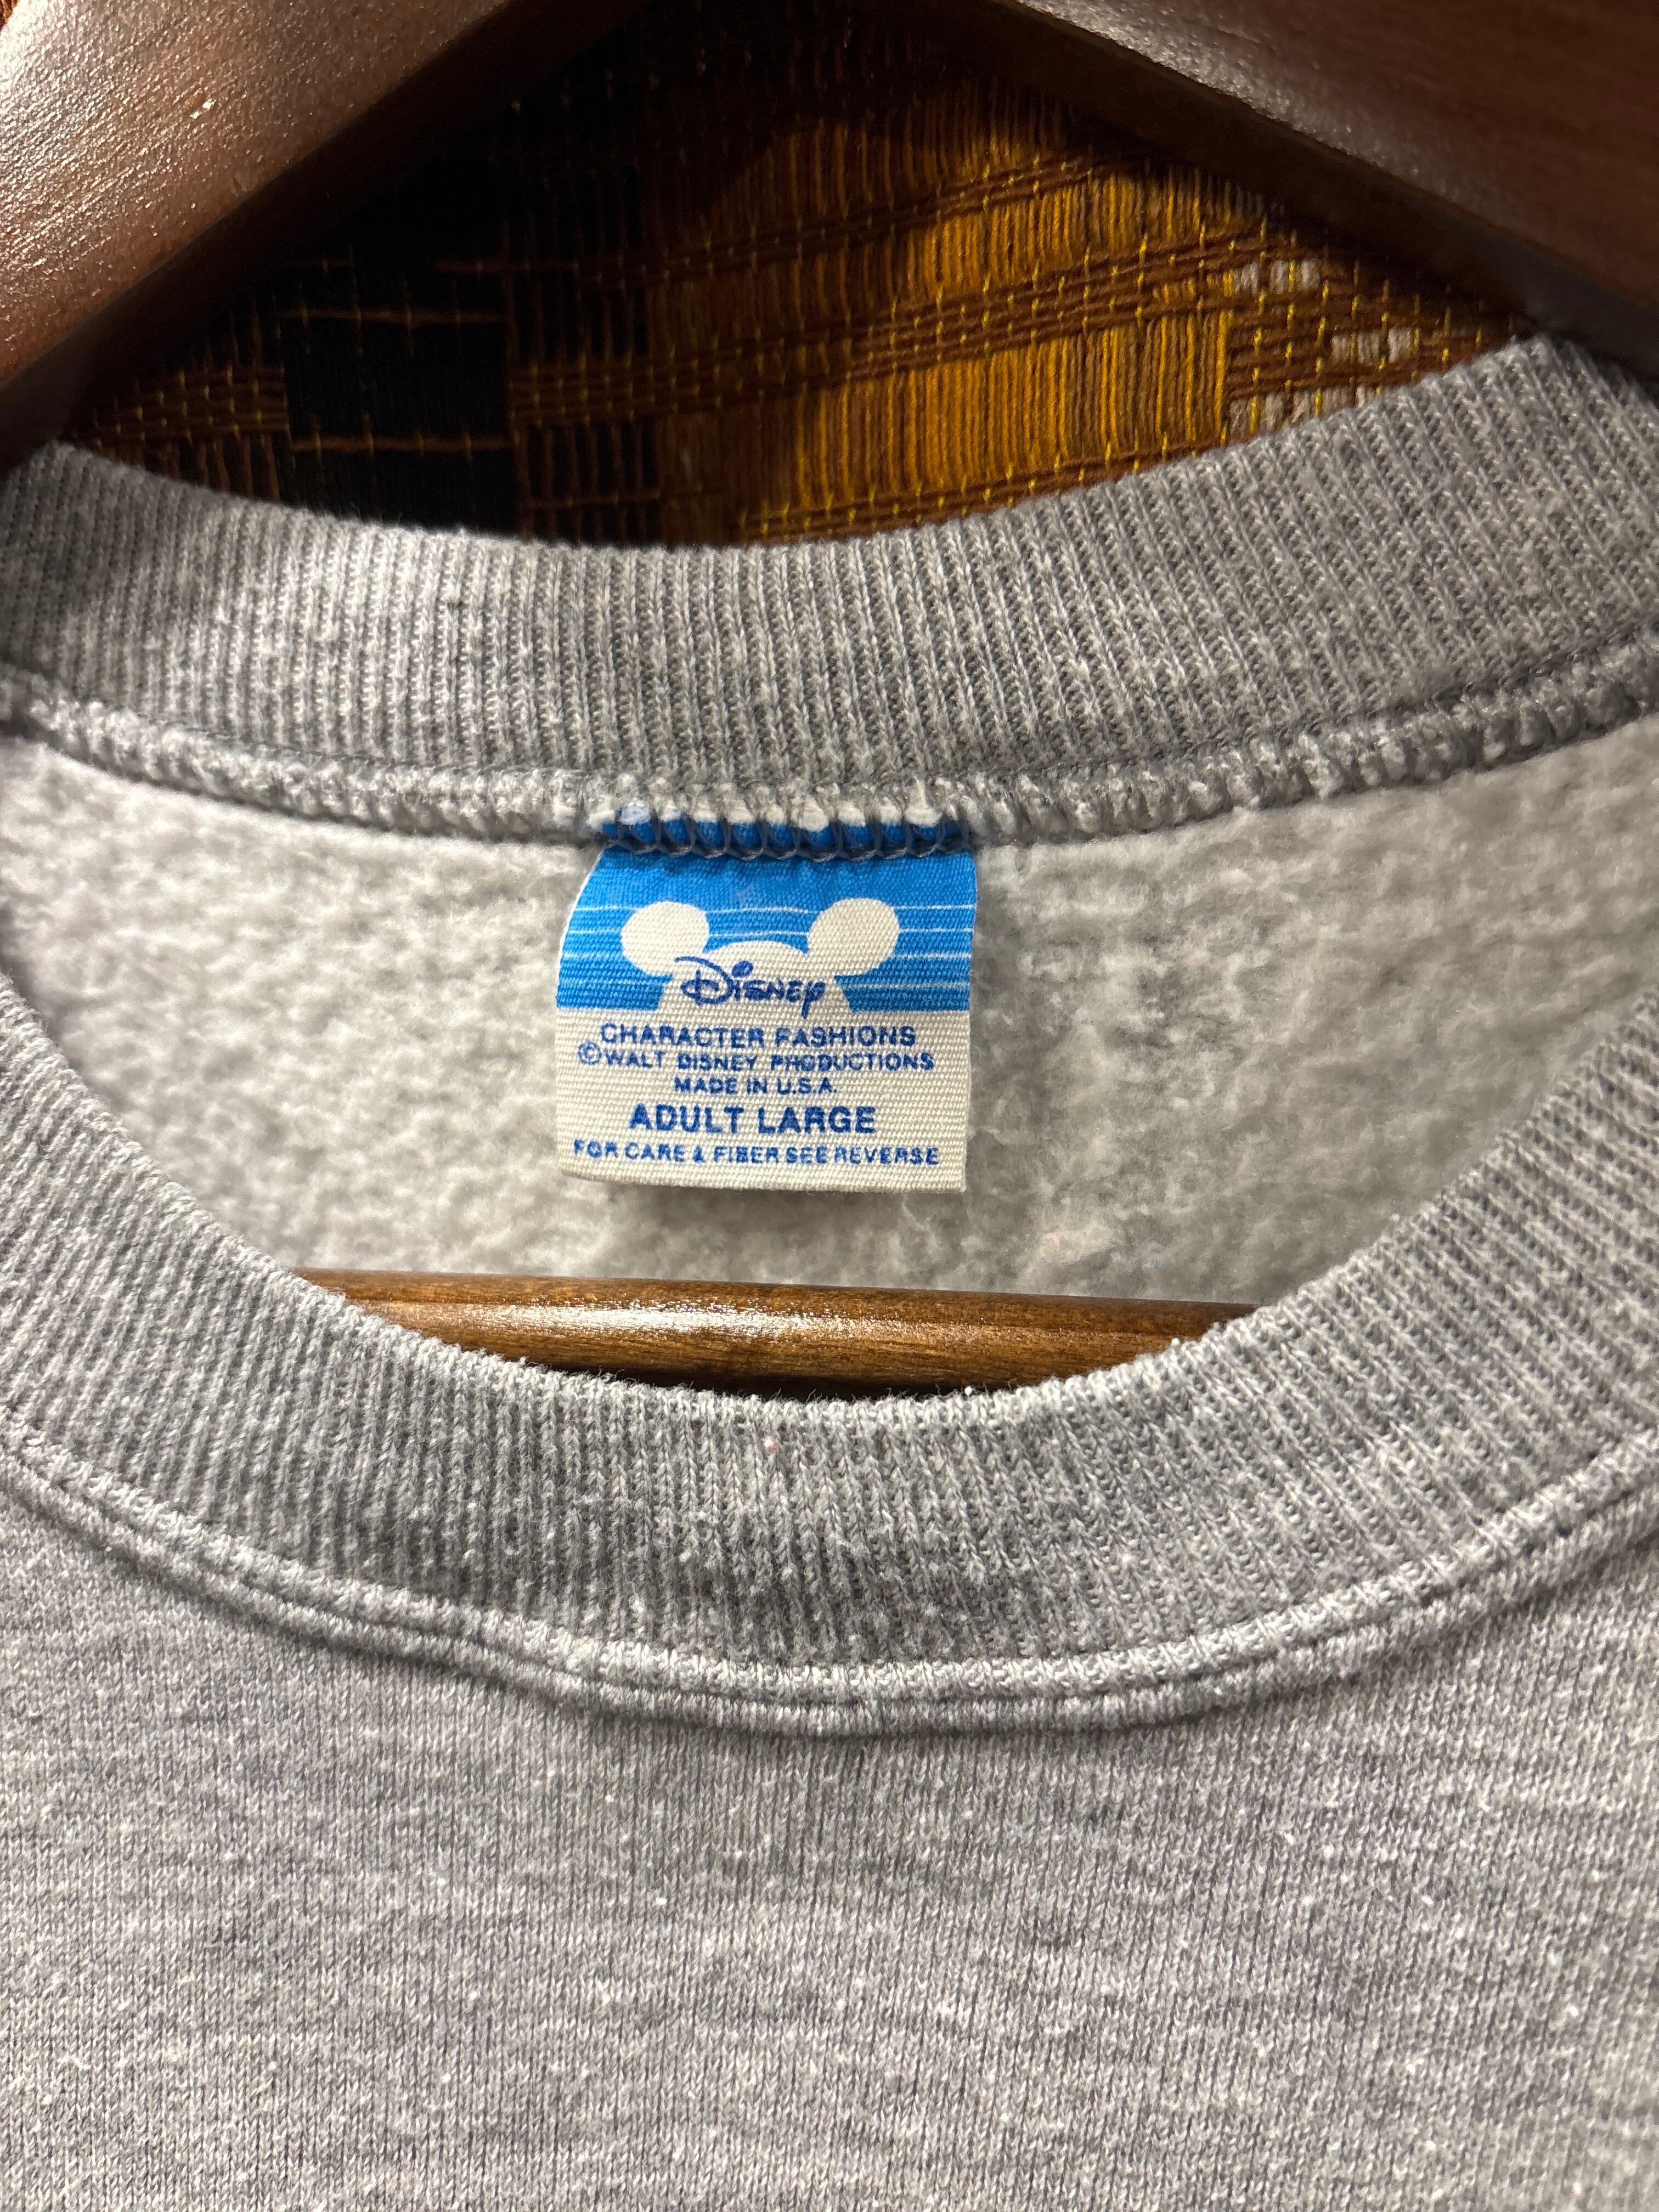 Disney
CHARACTER FASHIONS
©WALT DISNEY PRODUCTIONS
MADE IN U.S.A.
ADULT LARGE
FOR CARE & FIBER SEE REVERSE